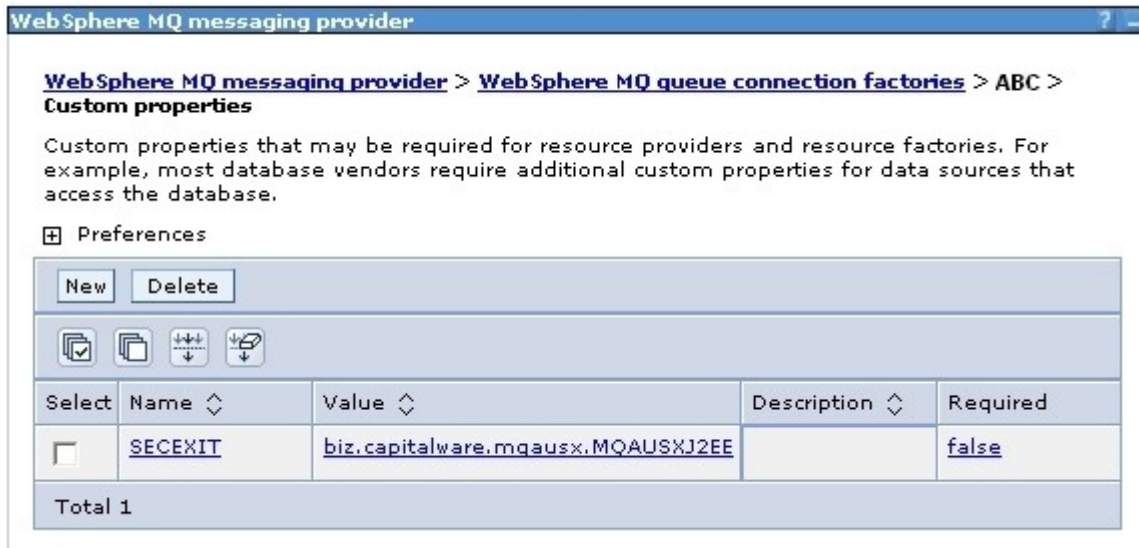 WebSphere MQ messaging provider ? –
WebSphere MQ messaging provider > WebSphere MQ queue connection factories > ABC >
Custom properties
Custom properties that may be required for resource providers and resource factories. For
example, most database vendors require additional custom properties for data sources that
access the database.
Preferences
New Delete
Select Name Value Description Required
SECEXIT biz.capitalware.mqausx.MQAUSXJ2EE false
Total 1